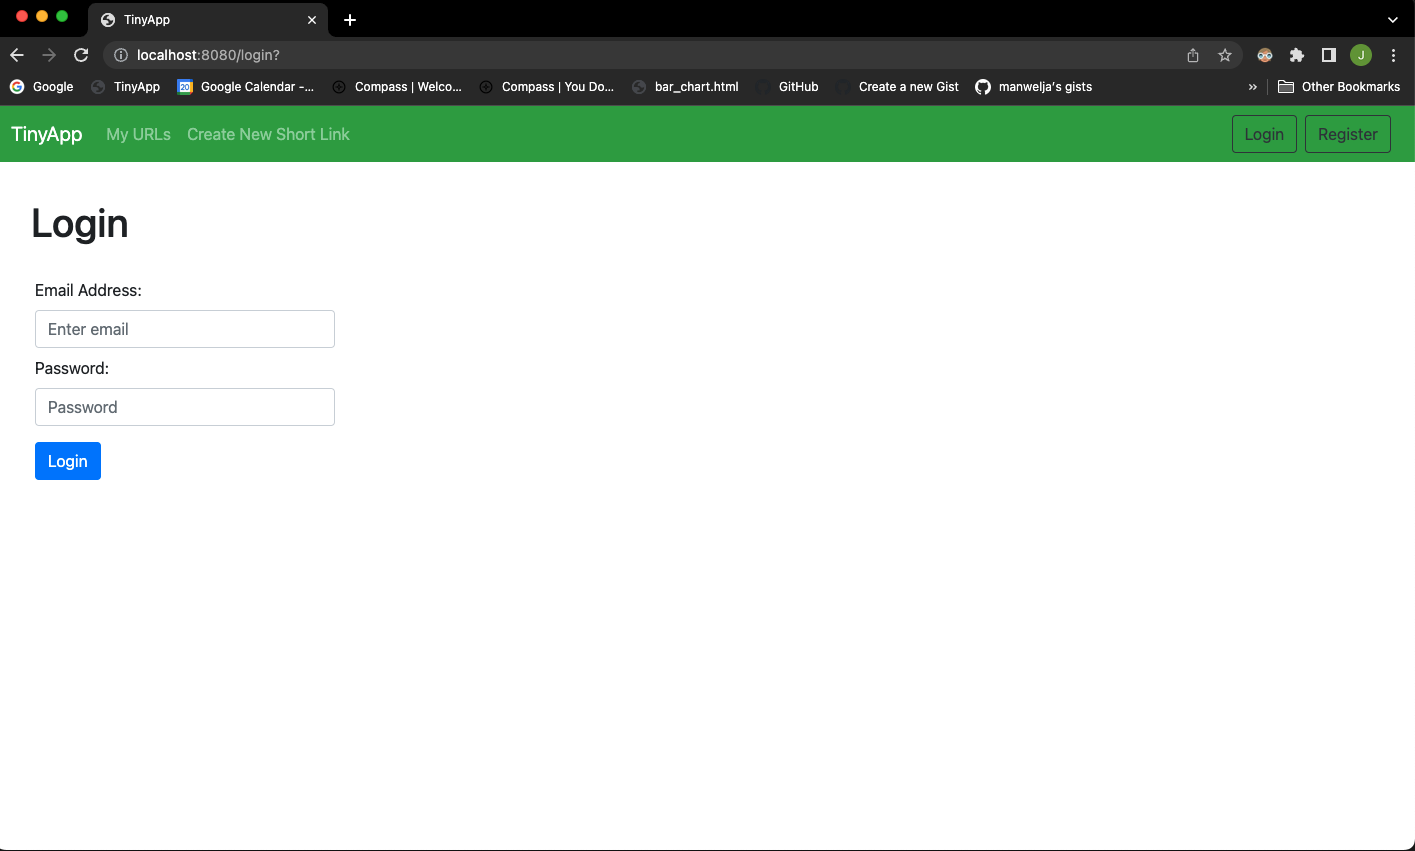 TinyApp
localhost:8080/login?
J
Google
TinyApp
20
Google Calendar -...
Compass | Welco...
Compass | You Do...
bar_chart.html
GitHub
Create a new Gist
manwelja's gists
»
Other Bookmarks
TinyApp
My URLs
Create New Short Link
Login
Register
Login
Email Address:
Enter email
Password:
Password
Login